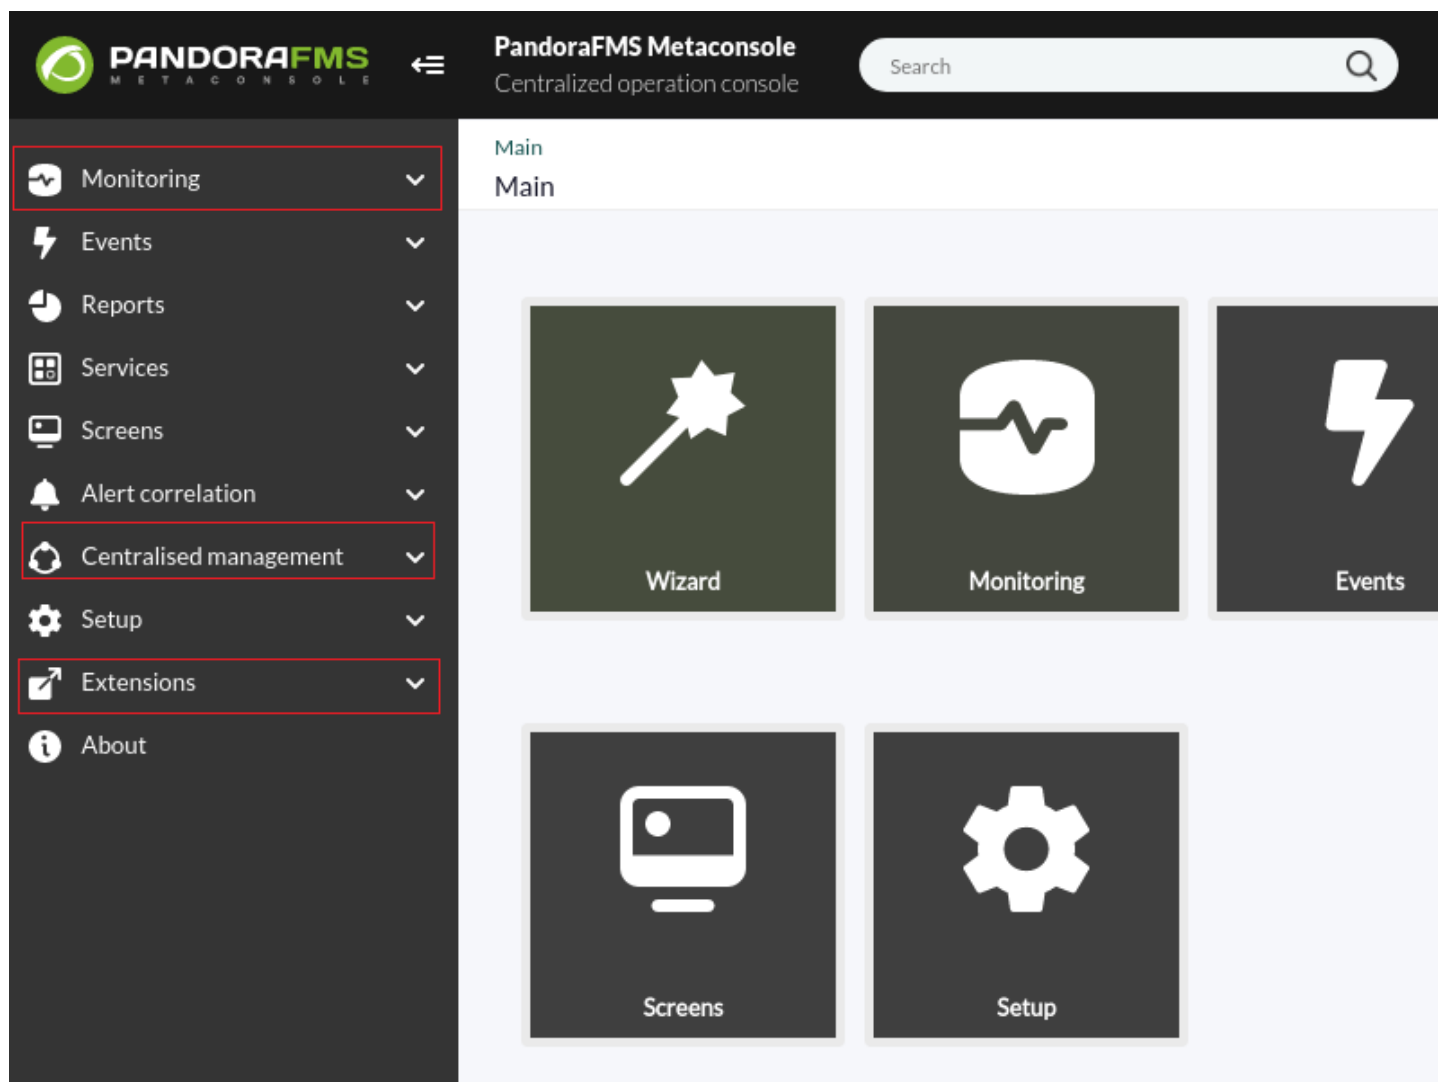 PANDORAFMS
METACONSOLE
PandoraFMS Metaconsole
Centralized operation console
Search
Monitoring
Events
Reports
Services
Screens
Alert correlation
Centralised management
Setup
Extensions
About
Main
Main
Wizard
Monitoring
Events
Screens
Setup